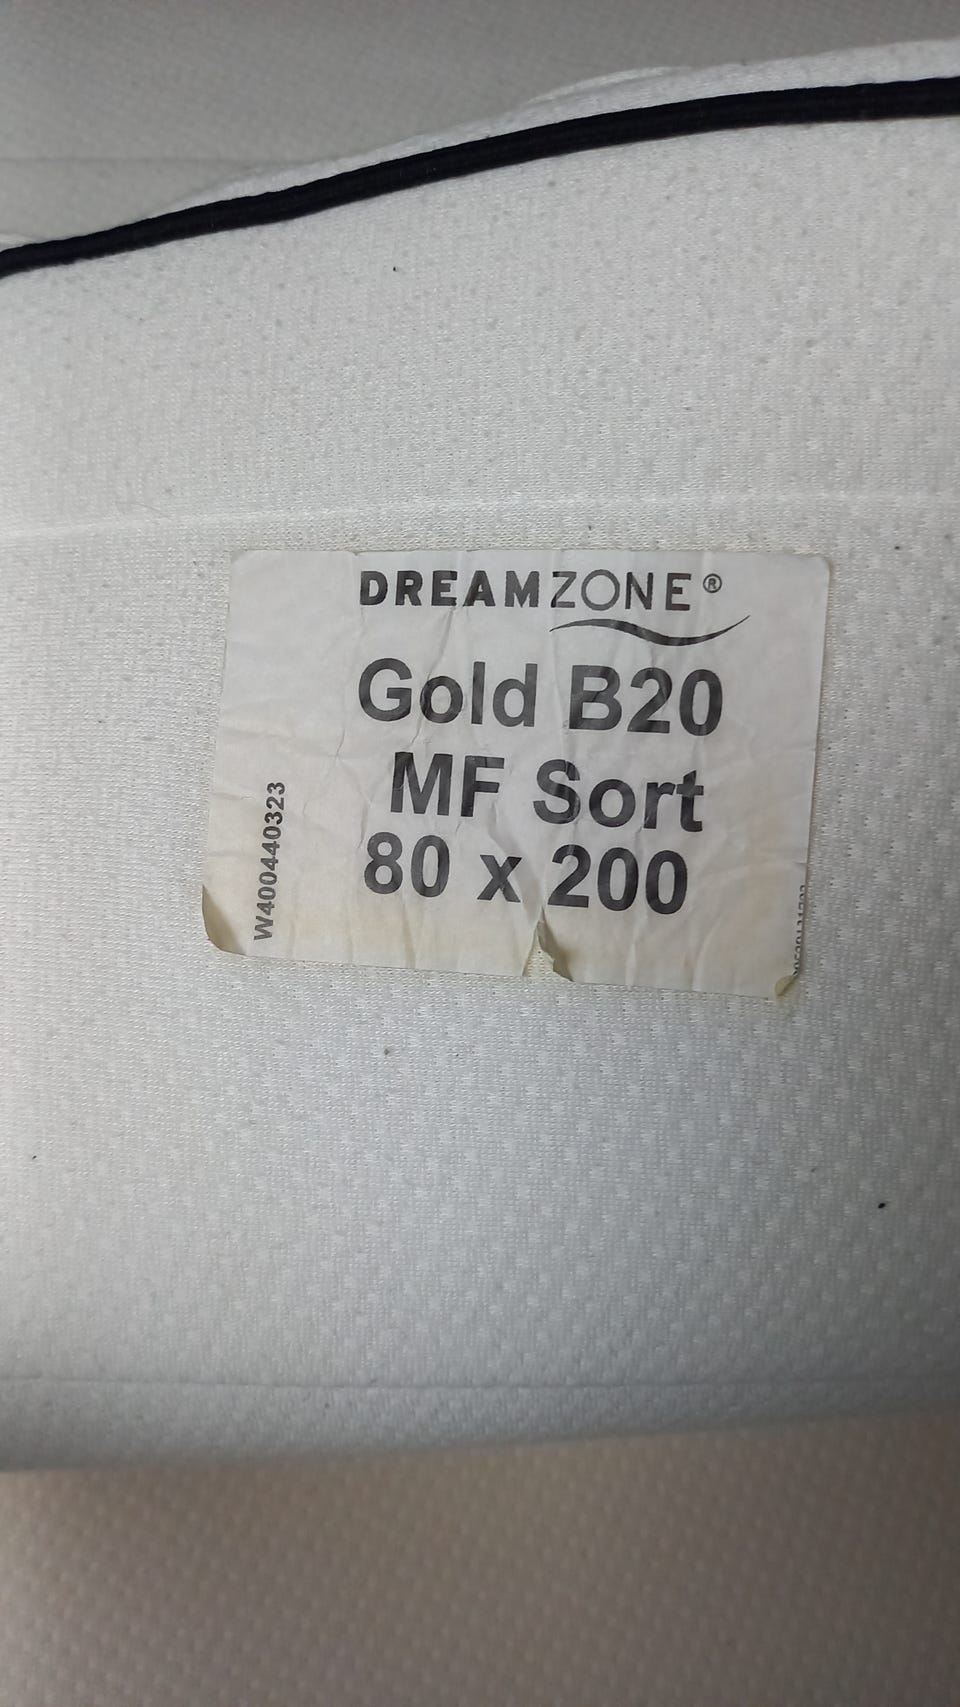 DREAMZONE®
Gold B20
MF Sort
80 x 200
W400440323